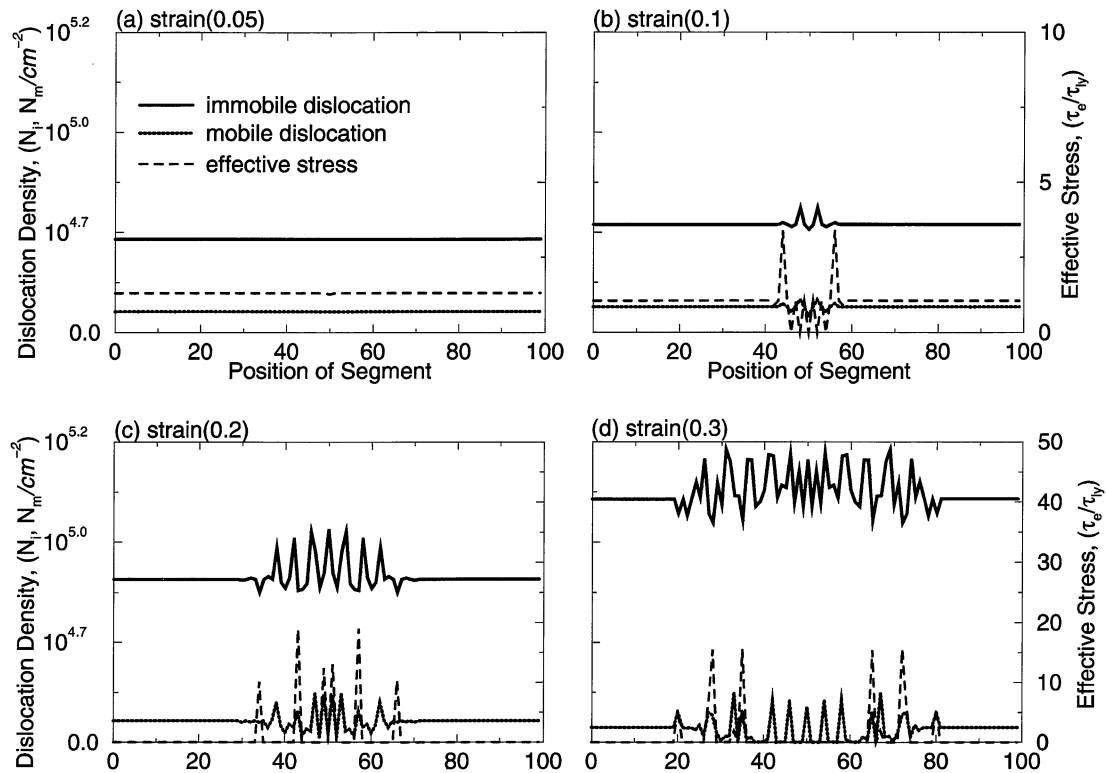 (a) strain(0.05)
(b) strain(0.1)
10^5.2
10^5.0
10^4.7
0.0
Dislocation Density, (N_i, N_m/cm^−2)
immobile dislocation
mobile dislocation
effective stress
0 20 40 60 80 100
Position of Segment
10
5
0
Effective Stress, (τ_e/τ_ly)
0 20 40 60 80 100
Position of Segment
(c) strain(0.2)
(d) strain(0.3)
10^5.2
10^5.0
10^4.7
0.0
Dislocation Density, (N_i, N_m/cm^−2)
0 20 40 60 80 100
50
40
30
20
10
0
Effective Stress, (τ_e/τ_ly)
0 20 40 60 80 100